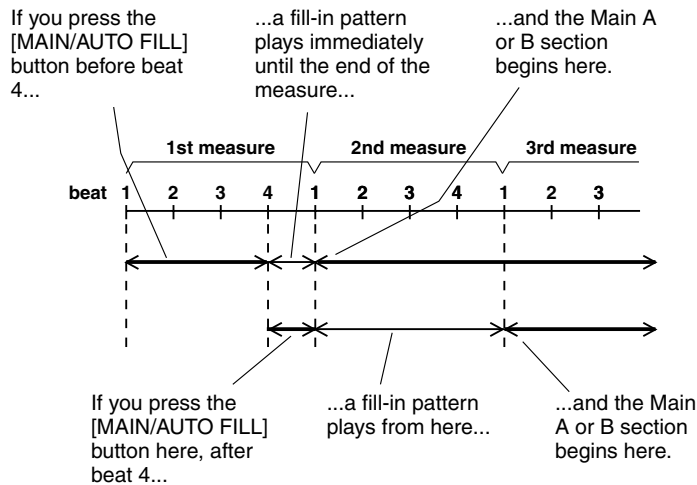 If you press the
[MAIN/AUTO FILL]
button before beat
4...
...a fill-in pattern
plays immediately
until the end of the
measure...
...and the Main A
or B section
begins here.
1st measure 2nd measure 3rd measure
beat 1 2 3 4 1 2 3 4 1 2 3
If you press the
[MAIN/AUTO FILL]
button here, after
beat 4...
...a fill-in pattern
plays from here...
...and the Main
A or B section
begins here.